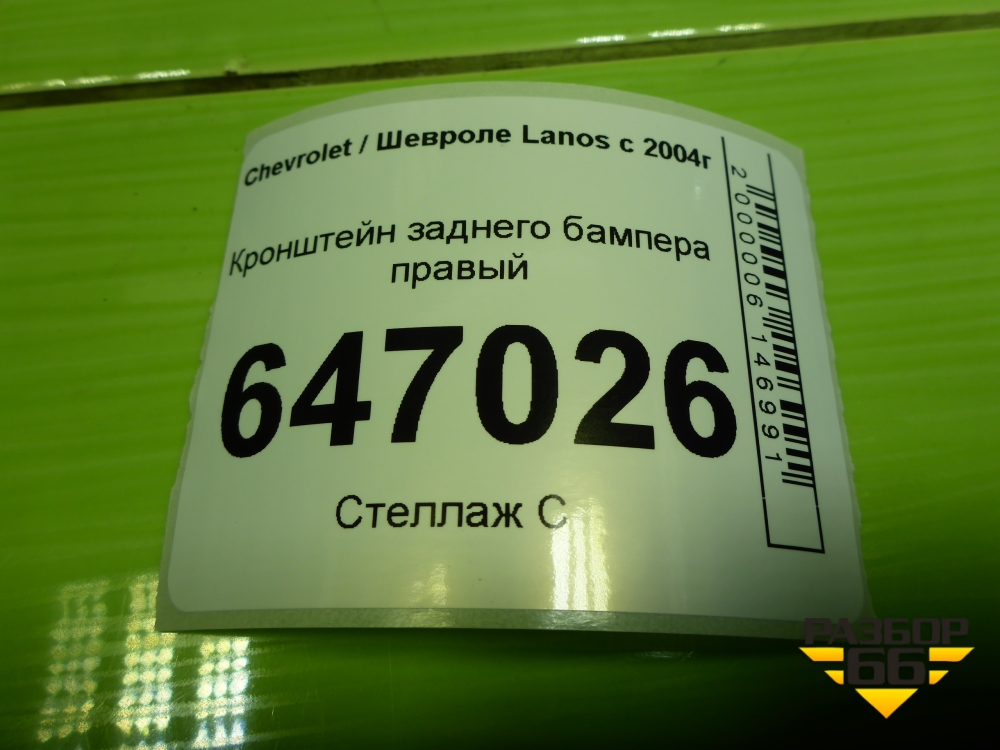 Chevrolet / Шевроле Lanos с 2004г
Кронштейн заднего бампера
правый
647026
Стеллаж С
2000006146991
РАЗБОР
66